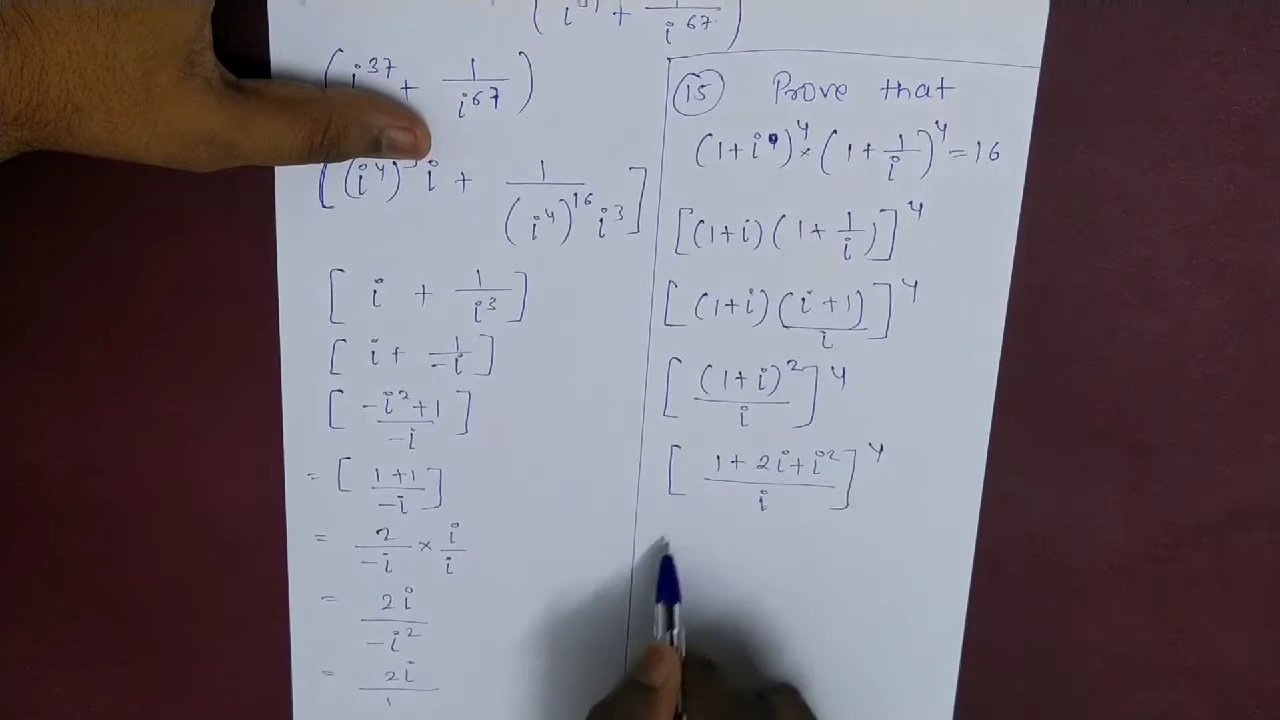 (i + 1/i^67)
(i^37 + 1/i^67)
[(i^4) i + 1/((i^4)^16 i^3)]
[i + 1/i^3]
[i + 1/-i]
[(-i^2+1)/-i]
= [(1+1)/-i]
= 2/-i × i/i
= 2i/-i^2
= 2i/
15 Prove that
(1+i)^4 × (1+1/i)^4 = 16
[(1+i)(1+1/i)]^4
[(1+i)(i+1)/i]^4
[(1+i)^2/i]^4
[(1+2i+i^2)/i]^4